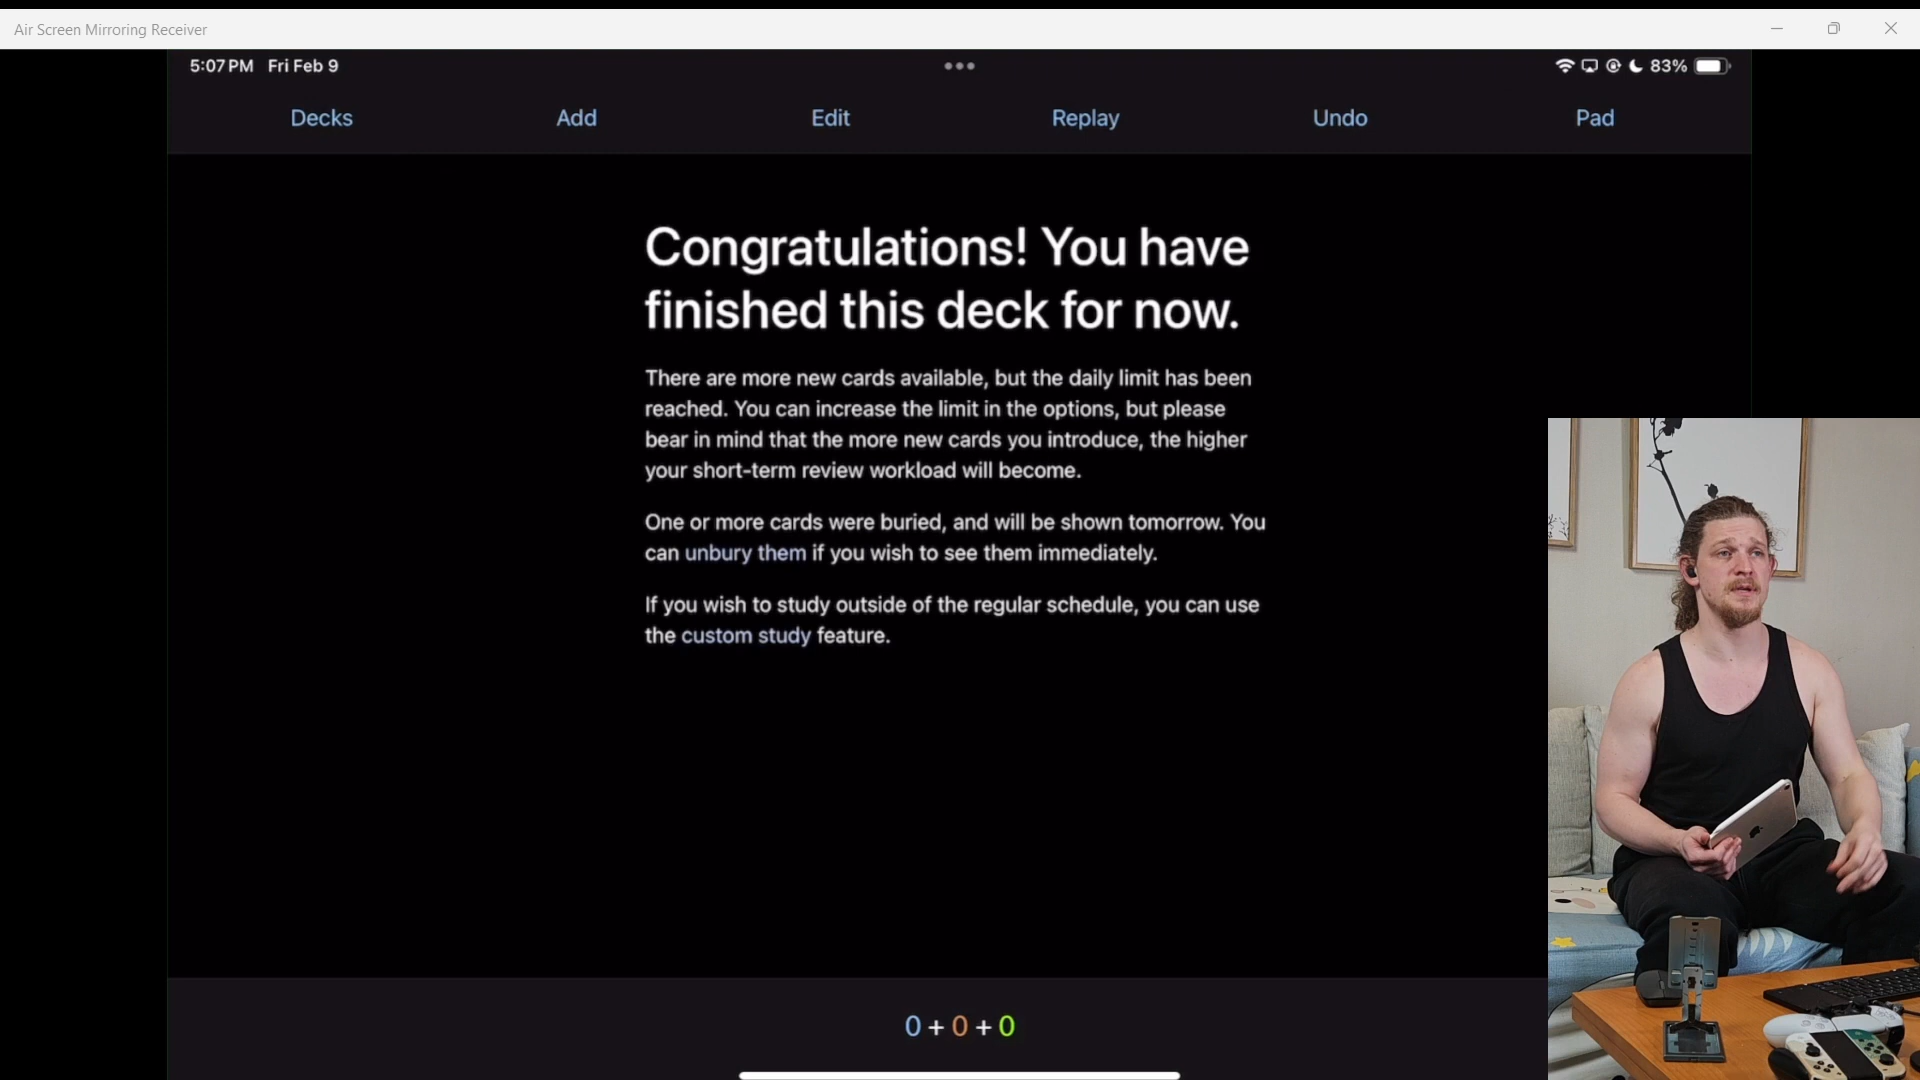 Air Screen Mirroring Receiver
5:07 PM Fri Feb 9
83%
Decks Add Edit Replay Undo Pad
Congratulations! You have
finished this deck for now.
There are more new cards available, but the daily limit has been
reached. You can increase the limit in the options, but please
bear in mind that the more new cards you introduce, the higher
your short-term review workload will become.
One or more cards were buried, and will be shown tomorrow. You
can unbury them if you wish to see them immediately.
If you wish to study outside of the regular schedule, you can use
the custom study feature.
0 + 0 + 0